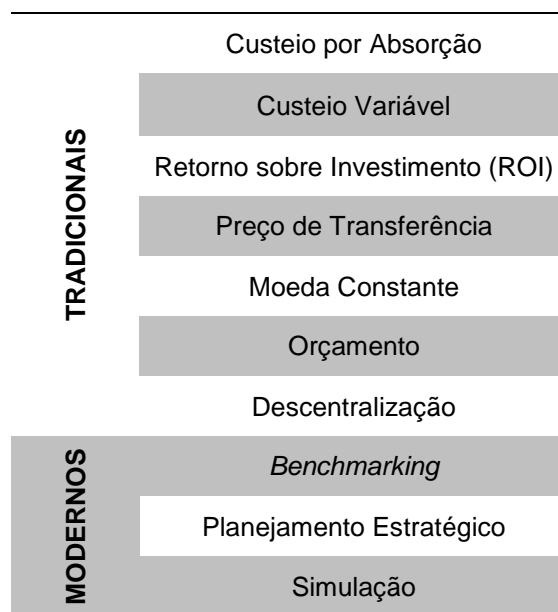 TRADICIONAIS
Custeio por Absorção
Custeio Variável
Retorno sobre Investimento (ROI)
Preço de Transferência
Moeda Constante
Orçamento
Descentralização
MODERNOS
Benchmarking
Planejamento Estratégico
Simulação